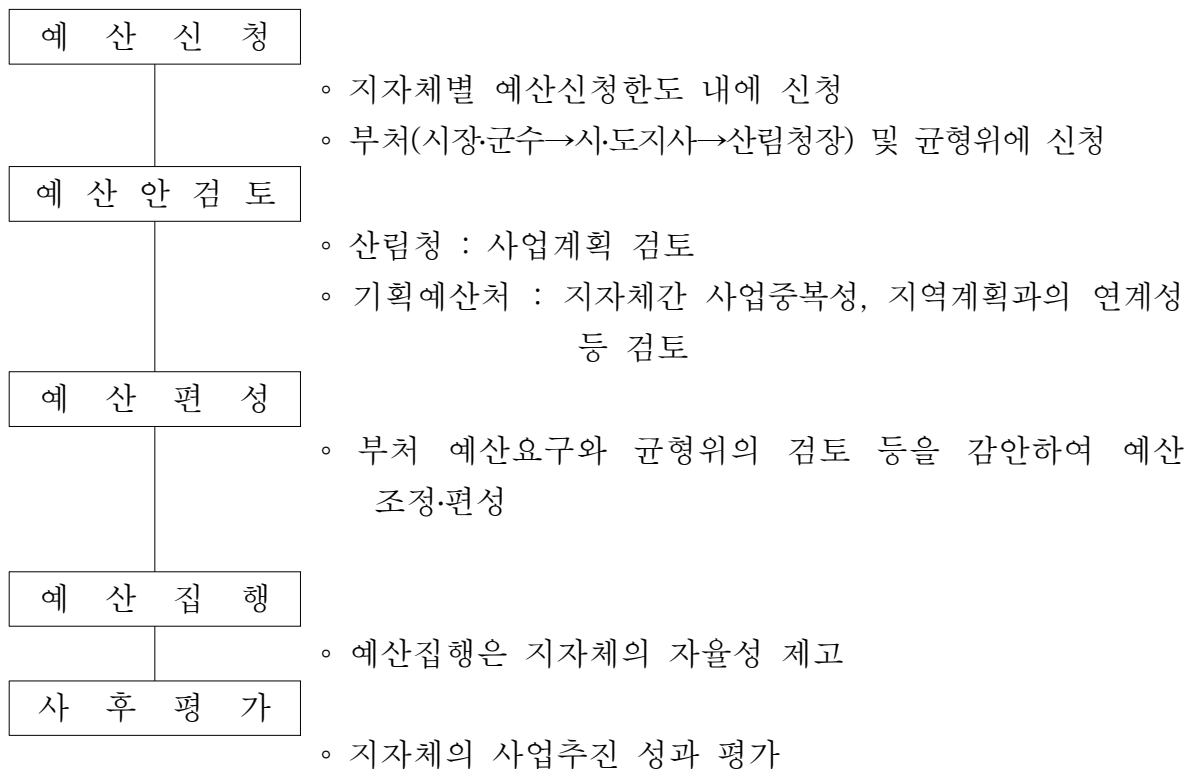 예 산 신 청
∘ 지자체별 예산신청한도 내에 신청
∘ 부처(시장·군수→시·도지사→산림청장) 및 균형위에 신청
예 산 안 검 토
∘ 산림청 : 사업계획 검토
∘ 기획예산처 : 지자체간 사업중복성, 지역계획과의 연계성
등 검토
예 산 편 성
∘ 부처 예산요구와 균형위의 검토 등을 감안하여 예산
조정·편성
예 산 집 행
∘ 예산집행은 지자체의 자율성 제고
사 후 평 가
∘ 지자체의 사업추진 성과 평가